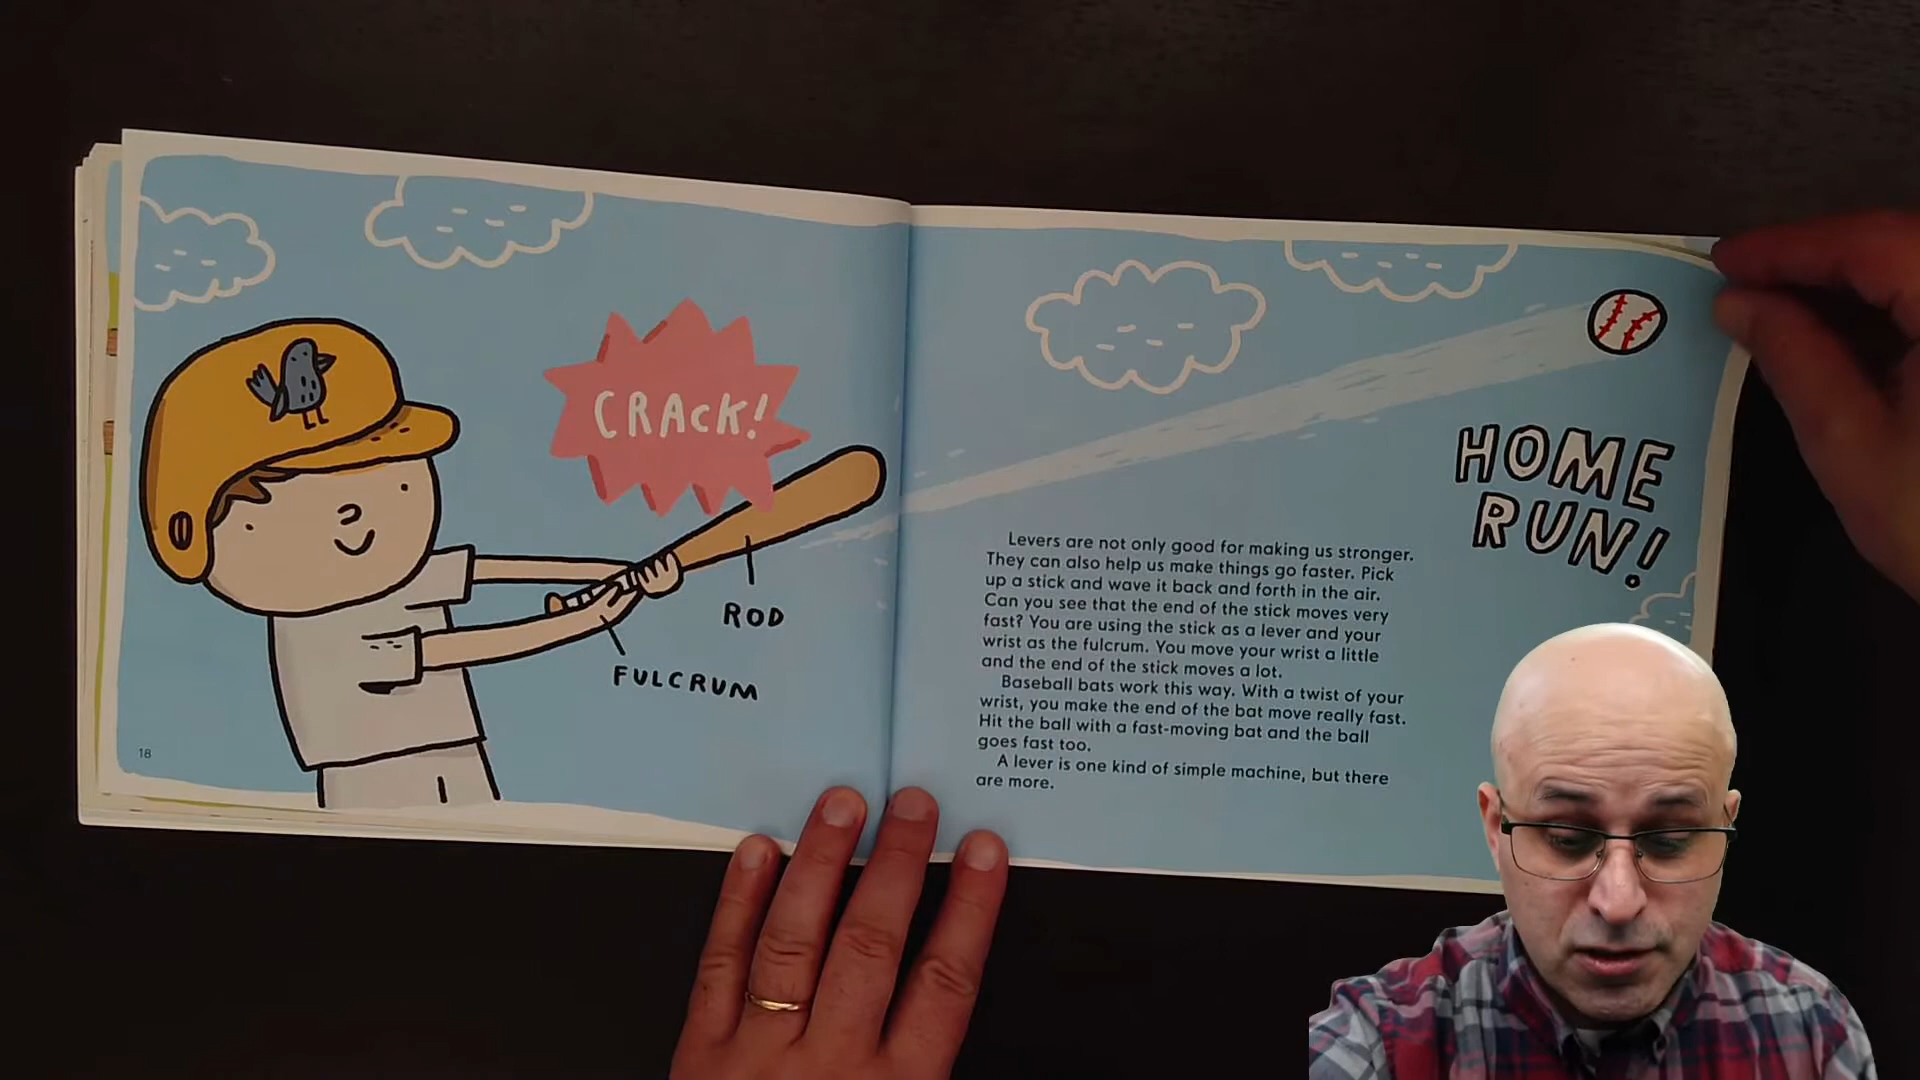 CRACK!
ROD
FULCRUM
18
HOME
RUN!
Levers are not only good for making us stronger.
They can also help us make things go faster. Pick
up a stick and wave it back and forth in the air.
Can you see that the end of the stick moves very
fast? You are using the stick as a lever and your
wrist as the fulcrum. You move your wrist a little
and the end of the stick moves a lot.
Baseball bats work this way. With a twist of your
wrist, you make the end of the bat move really fast.
Hit the ball with a fast-moving bat and the ball
goes fast too.
A lever is one kind of simple machine, but there
are more.